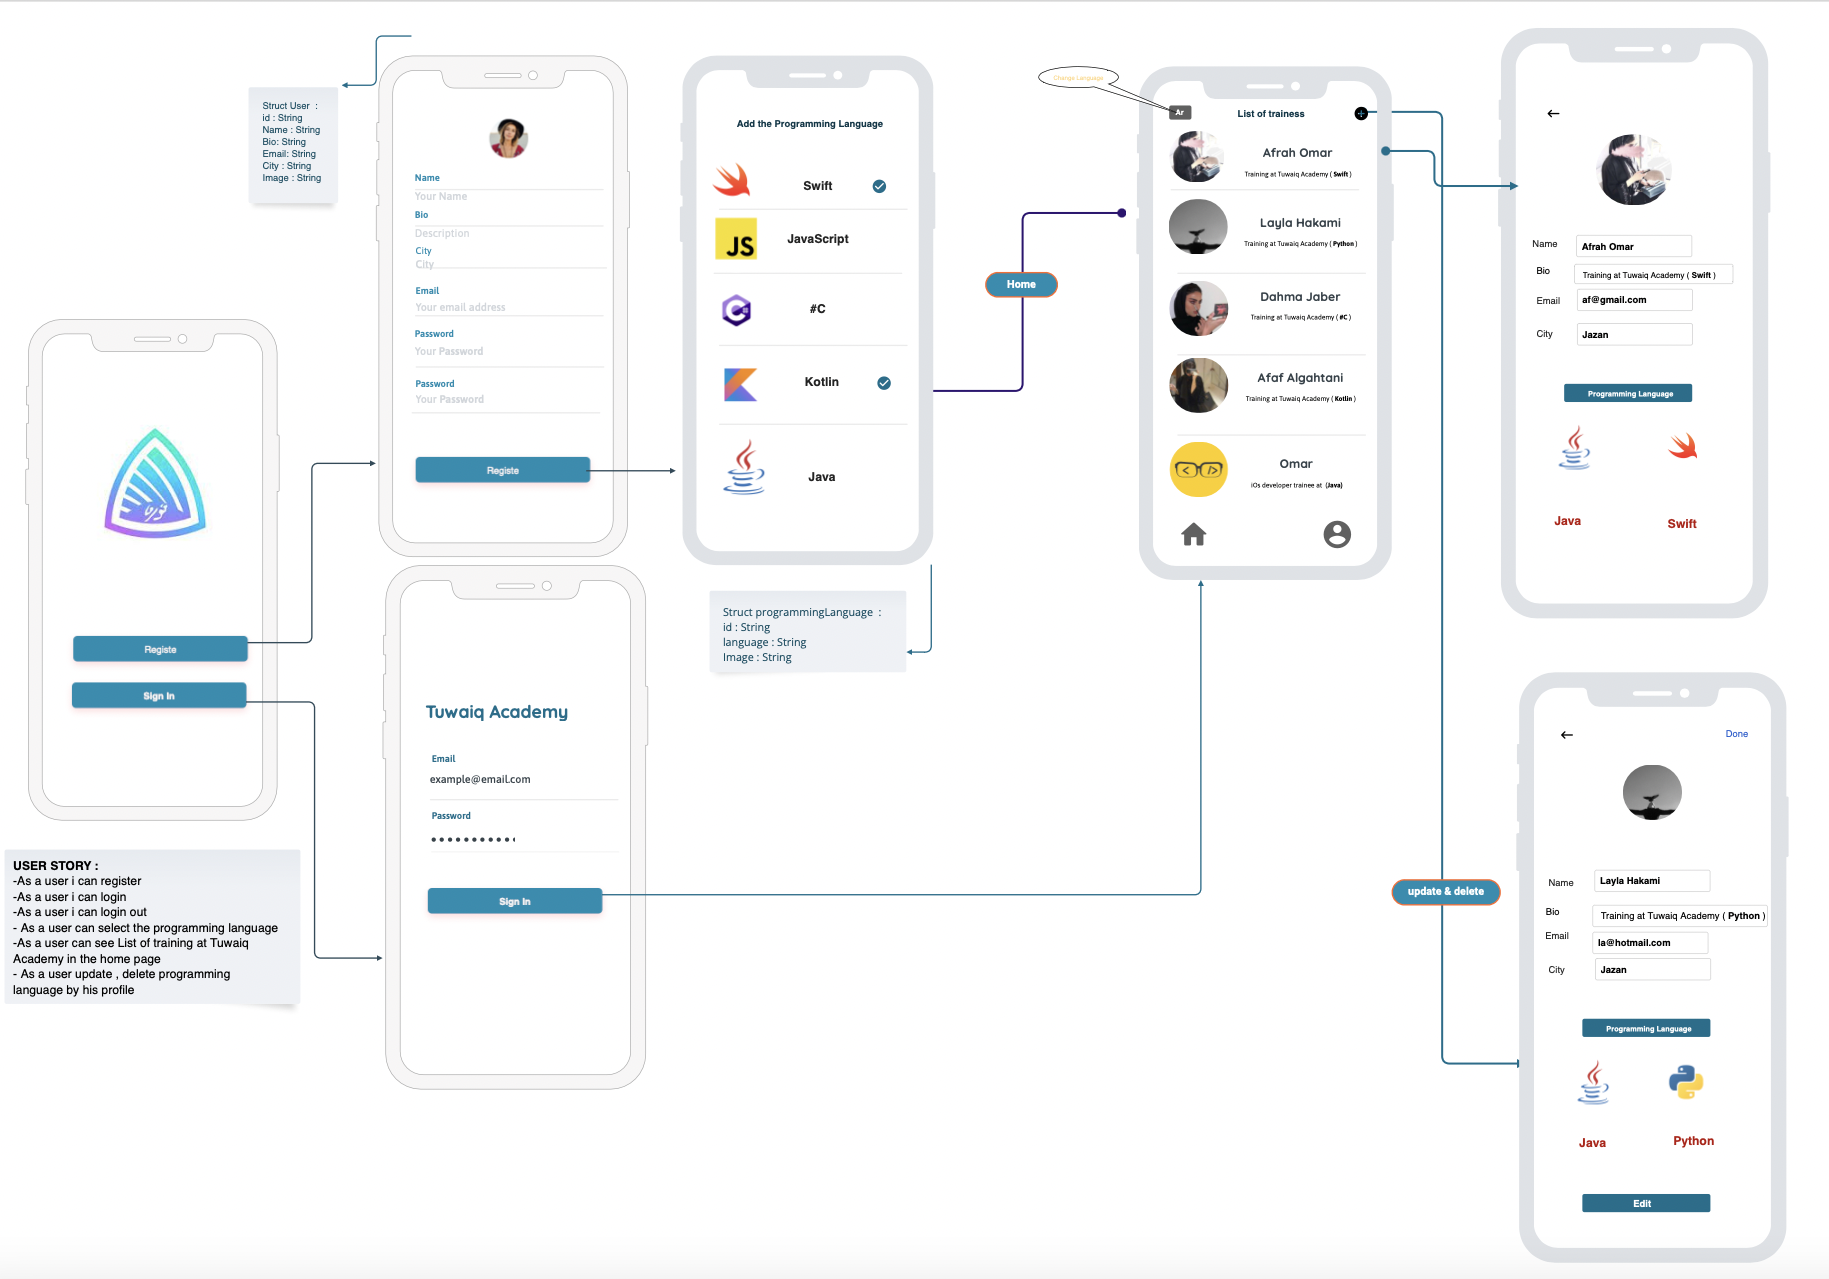 Struct User :
id : String
Name : String
Bio: String
Email: String
City : String
Image : String
Name
Your Name
Bio
Description
City
City
Email
Your email address
Password
Your Password
Password
Your Password
Registe
Add the Programming Language
Swift
JS
JavaScript
#C
Kotlin
Java
Struct programmingLanguage :
id : String
language : String
Image : String
Home
Change Language
Ar
List of trainess
Afrah Omar
Training at Tuwaiq Academy ( Swift )
Layla Hakami
Training at Tuwaiq Academy ( Python )
Dahma Jaber
Training at Tuwaiq Academy ( #C )
Afaf Algahtani
Training at Tuwaiq Academy ( Kotlin )
Omar
iOs developer trainee at (Java)
Name
Afrah Omar
Bio
Training at Tuwaiq Academy ( Swift )
Email
af@gmail.com
City
Jazan
Programming Language
Java
Swift
Registe
Sign In
USER STORY :
-As a user i can register
-As a user i can login
-As a user i can login out
- As a user can select the programming language
-As a user can see List of training at Tuwaiq
Academy in the home page
- As a user update , delete programming
language by his profile
Tuwaiq Academy
Email
example@email.com
Password
Sign In
update & delete
Done
Name
Layla Hakami
Bio
Training at Tuwaiq Academy ( Python )
Email
la@hotmail.com
City
Jazan
Programming Language
Java
Python
Edit